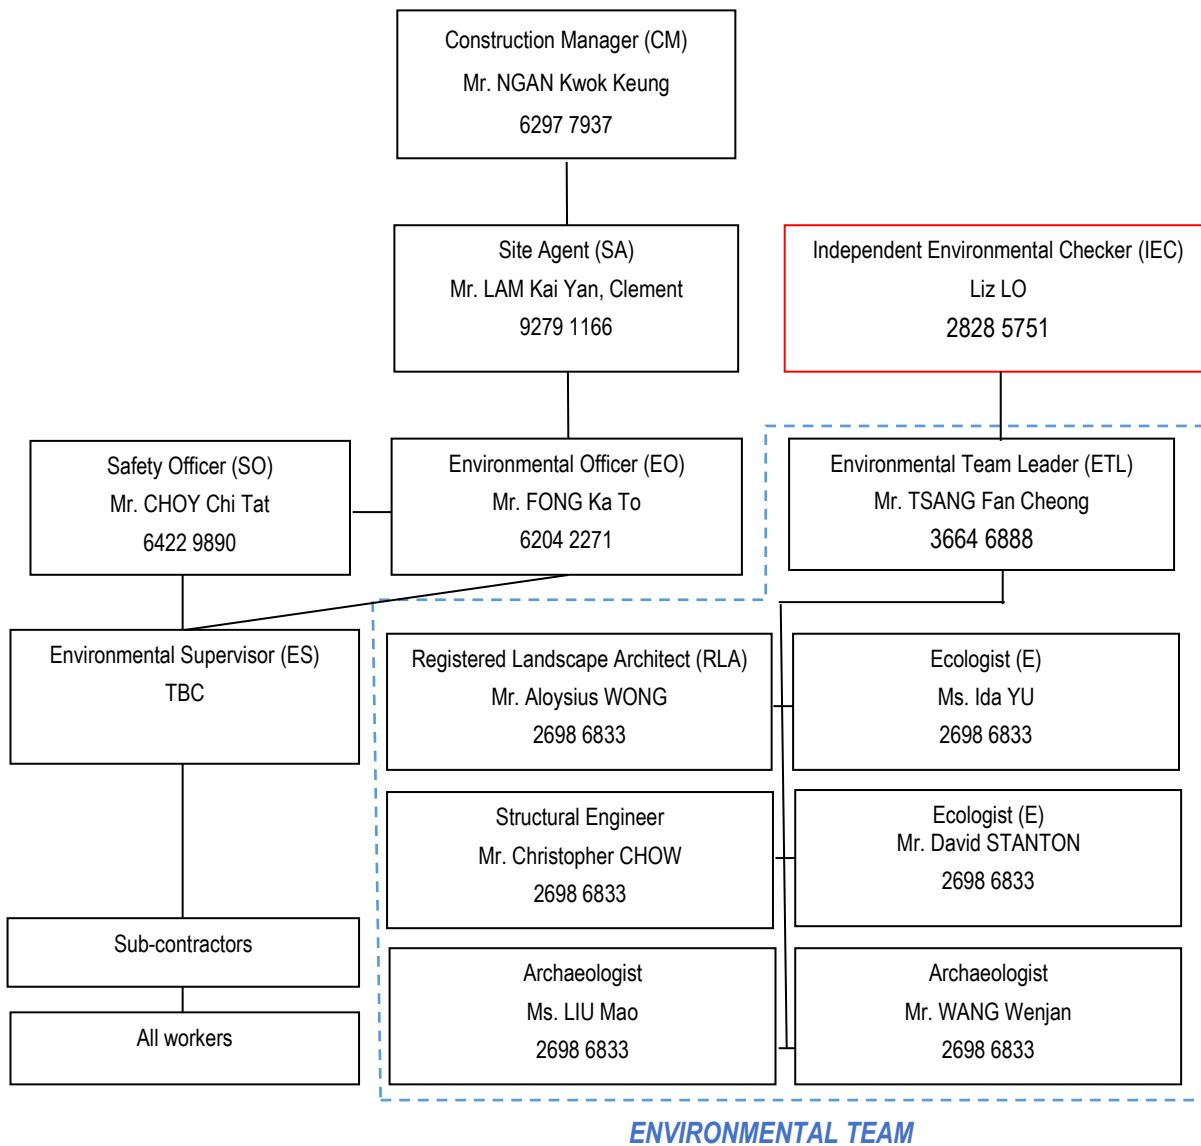 Construction Manager (CM)
Mr. NGAN Kwok Keung
6297 7937
Site Agent (SA)
Mr. LAM Kai Yan, Clement
9279 1166
Independent Environmental Checker (IEC)
Liz LO
2828 5751
Safety Officer (SO)
Mr. CHOY Chi Tat
6422 9890
Environmental Officer (EO)
Mr. FONG Ka To
6204 2271
Environmental Team Leader (ETL)
Mr. TSANG Fan Cheong
3664 6888
Environmental Supervisor (ES)
TBC
Registered Landscape Architect (RLA)
Mr. Aloysius WONG
2698 6833
Ecologist (E)
Ms. Ida YU
2698 6833
Structural Engineer
Mr. Christopher CHOW
2698 6833
Ecologist (E)
Mr. David STANTON
2698 6833
Sub-contractors
All workers
Archaeologist
Ms. LIU Mao
2698 6833
Archaeologist
Mr. WANG Wenjan
2698 6833
ENVIRONMENTAL TEAM